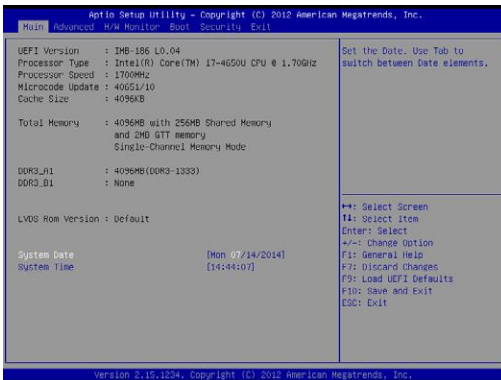 Aptio Setup Utility - Copyright (C) 2012 American Megatrends, Inc.
Main Advanced H/W Monitor Boot Security Exit
UEFI Version : IMB-186 L0.04
Processor Type : Intel(R) Core(TM) i7-4650U CPU @ 1.70GHz
Processor Speed : 1700MHz
Microcode Update : 40651/10
Cache Size : 4096KB
Total Memory : 4096MB with 256MB Shared Memory
and 2MB GTT memory
Single-Channel Memory Mode
DDR3_A1 : 4096MB(DDR3-1333)
DDR3_B1 : None
LVDS Rom Version : Default
System Date [Mon 07/14/2014]
System Time [14:44:07]
Set the Date. Use Tab to
switch between Date elements.
↔: Select Screen
↑↓: Select Item
Enter: Select
+/-: Change Option
F1: General Help
F7: Discard Changes
F9: Load UEFI Defaults
F10: Save and Exit
ESC: Exit
Version 2.15.1234. Copyright (C) 2012 American Megatrends, Inc.